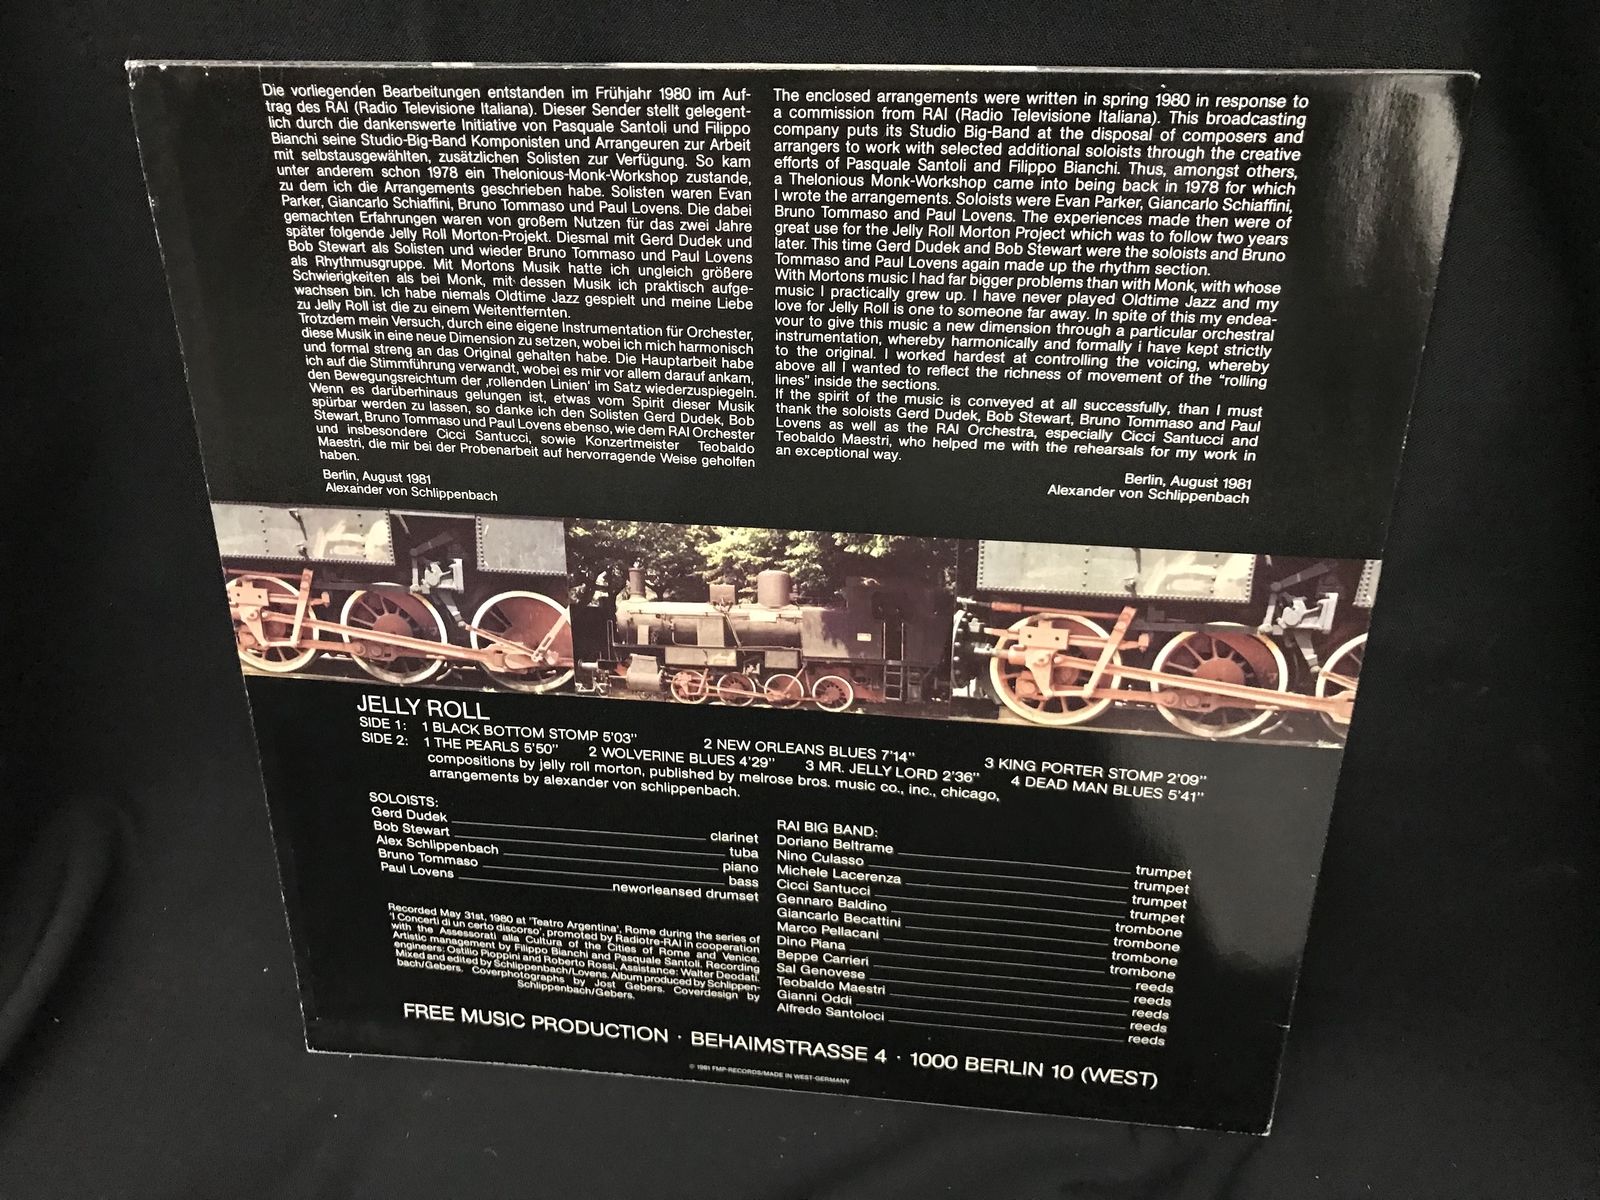 Die vorliegenden Bearbeitungen entstanden im Frühjahr 1980 im Auf-
trag des RAI (Radio Televisione Italiana). Dieser Sender stellt gelegent-
lich durch die dankenswerte Initiative von Pasquale Santoli und Filippo
Bianchi seine Studio-Big-Band Komponisten und Arrangeuren zur Arbeit
mit selbstausgewählten, zusätzlichen Solisten zur Verfügung. So kam
unter anderem schon 1978 ein Thelonious-Monk-Workshop zustande,
zu dem ich die Arrangements geschrieben habe. Solisten waren Evan
Parker, Giancarlo Schiaffini, Bruno Tommaso und Paul Lovens. Die dabei
gemachten Erfahrungen waren von großem Nutzen für das zwei Jahre
später folgende Jelly Roll Morton-Projekt. Diesmal mit Gerd Dudek und
Bob Stewart als Solisten und wieder Bruno Tommaso und Paul Lovens
als Rhythmusgruppe. Mit Mortons Musik hatte ich ungleich größere
Schwierigkeiten als bei Monk, mit dessen Musik ich praktisch aufge-
wachsen bin. Ich habe niemals Oldtime Jazz gespielt und meine Liebe
zu Jelly Roll ist die zu einem Weitentfernten.
Trotzdem mein Versuch, durch eine eigene Instrumentation für Orchester,
diese Musik in eine neue Dimension zu setzen, wobei ich mich harmonisch
und formal streng an das Original gehalten habe. Die Hauptarbeit habe
ich auf die Stimmführung verwandt, wobei es mir vor allem darauf ankam,
den Bewegungsreichtum der ‚rollenden Linien' im Satz wiederzuspiegeln.
Wenn es darüberhinaus gelungen ist, etwas vom Spirit dieser Musik
spürbar werden zu lassen, so danke ich den Solisten Gerd Dudek, Bob
Stewart, Bruno Tommaso und Paul Lovens ebenso, wie dem RAI Orchester
und insbesondere Cicci Santucci, sowie Konzertmeister Teobaldo
Maestri, die mir bei der Probenarbeit auf hervorragende Weise geholfen
haben.
Berlin, August 1981
Alexander von Schlippenbach
The enclosed arrangements were written in spring 1980 in response to
a commission from RAI (Radio Televisione Italiana). This broadcasting
company puts its Studio Big-Band at the disposal of composers and
arrangers to work with selected additional soloists through the creative
efforts of Pasquale Santoli and Filippo Bianchi. Thus, amongst others,
a Thelonious Monk-Workshop came into being back in 1978 for which
I wrote the arrangements. Soloists were Evan Parker, Giancarlo Schiaffini,
Bruno Tommaso and Paul Lovens. The experiences made then were of
great use for the Jelly Roll Morton Project which was to follow two years
later. This time Gerd Dudek and Bob Stewart were the soloists and Bruno
Tommaso and Paul Lovens again made up the rhythm section.
With Mortons music I had far bigger problems than with Monk, with whose
music I practically grew up. I have never played Oldtime Jazz and my
love for Jelly Roll is one to someone far away. In spite of this my endea-
vour to give this music a new dimension through a particular orchestral
instrumentation, whereby harmonically and formally i have kept strictly
to the original. I worked hardest at controlling the voicing, whereby
above all I wanted to reflect the richness of movement of the "rolling
lines" inside the sections.
If the spirit of the music is conveyed at all successfully, than I must
thank the soloists Gerd Dudek, Bob Stewart, Bruno Tommaso and Paul
Lovens as well as the RAI Orchestra, especially Cicci Santucci and
Teobaldo Maestri, who helped me with the rehearsals for my work in
an exceptional way.
Berlin, August 1981
Alexander von Schlippenbach
JELLY ROLL
SIDE 1: 1 BLACK BOTTOM STOMP 5'03" 2 NEW ORLEANS BLUES 7'14" 3 KING PORTER STOMP 2'09"
SIDE 2: 1 THE PEARLS 5'50" 2 WOLVERINE BLUES 4'29" 3 MR. JELLY LORD 2'36" 4 DEAD MAN BLUES 5'41"
compositions by jelly roll morton, published by melrose bros. music co., inc., chicago,
arrangements by alexander von schlippenbach.
SOLOISTS:
Gerd Dudek clarinet
Bob Stewart tuba
Alex Schlippenbach piano
Bruno Tommaso bass
Paul Lovens neworleansed drumset
Recorded May 31st, 1980 at 'Teatro Argentina', Rome during the series of
'I Concerti di un certo discorso', promoted by Radiotre-RAI in cooperation
with the Assessorati alla Cultura of the Cities of Rome and Venice.
Artistic management by Filippo Bianchi and Pasquale Santoli. Recording
engineers: Ostilio Pioppini and Roberto Rossi, Assistance: Walter Deodati.
Mixed and edited by Schlippenbach/Lovens. Album produced by Schlippen-
bach/Gebers. Coverphotographs by Jost Gebers. Coverdesign by
Schlippenbach/Gebers.
RAI BIG BAND:
Doriano Beltrame trumpet
Nino Culasso trumpet
Michele Lacerenza trumpet
Cicci Santucci trumpet
Gennaro Baldino trombone
Giancarlo Becattini trombone
Marco Pellacani trombone
Dino Piana trombone
Beppe Carrieri reeds
Sal Genovese reeds
Teobaldo Maestri reeds
Gianni Oddi reeds
Alfredo Santoloci reeds
FREE MUSIC PRODUCTION · BEHAIMSTRASSE 4 · 1000 BERLIN 10 (WEST)
© 1981 FMP-RECORDS/MADE IN WEST-GERMANY